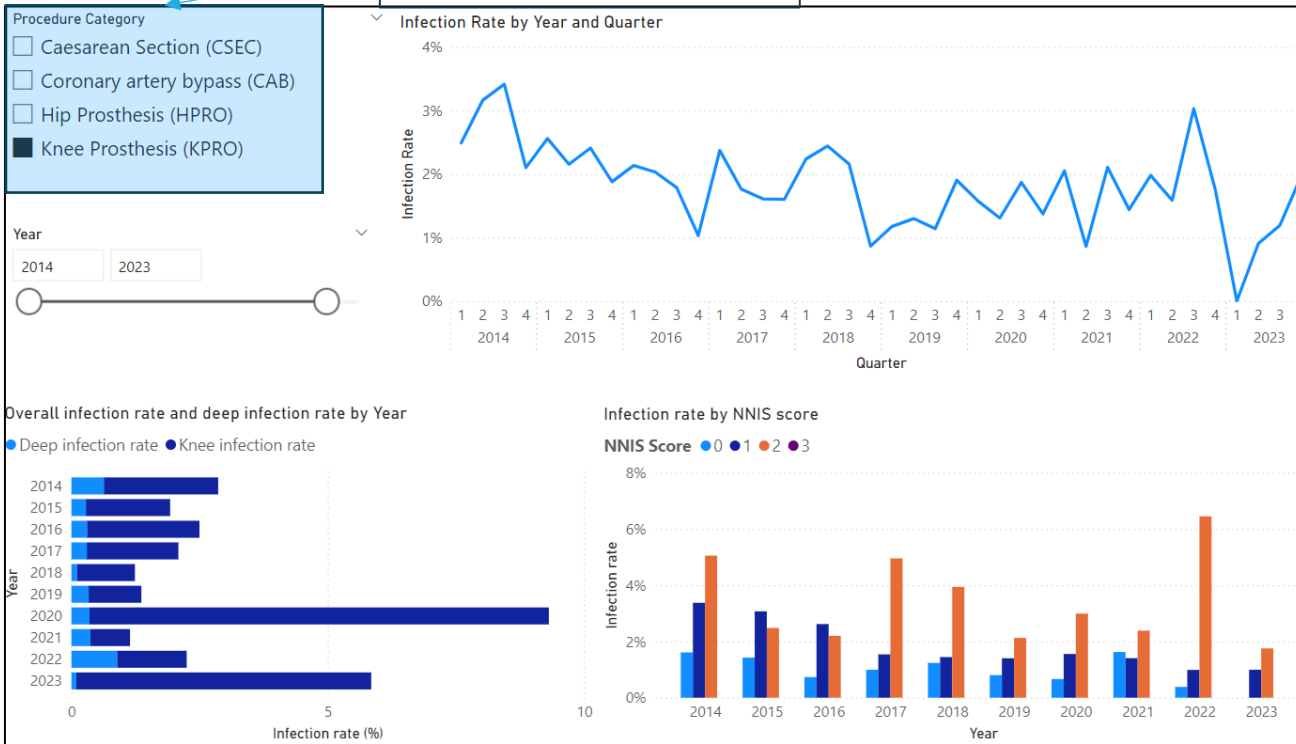 Procedure Category
Caesarean Section (CSEC)
Coronary artery bypass (CAB)
Hip Prosthesis (HPRO)
Knee Prosthesis (KPRO)
Year
2014 2023
Infection Rate by Year and Quarter
4%
3%
2%
1%
0%
Infection Rate
1 2 3 4 1 2 3 4 1 2 3 4 1 2 3 4 1 2 3 4 1 2 3 4 1 2 3 4 1 2 3 4 1 2 3 4 1 2 3
2014 2015 2016 2017 2018 2019 2020 2021 2022 2023
Quarter
Overall infection rate and deep infection rate by Year
Deep infection rate Knee infection rate
2014
2015
2016
2017
2018
2019
2020
2021
2022
2023
Year
0 5 10
Infection rate (%)
Infection rate by NNIS score
NNIS Score 0 1 2 3
8%
6%
4%
2%
0%
Infection rate
2014 2015 2016 2017 2018 2019 2020 2021 2022 2023
Year